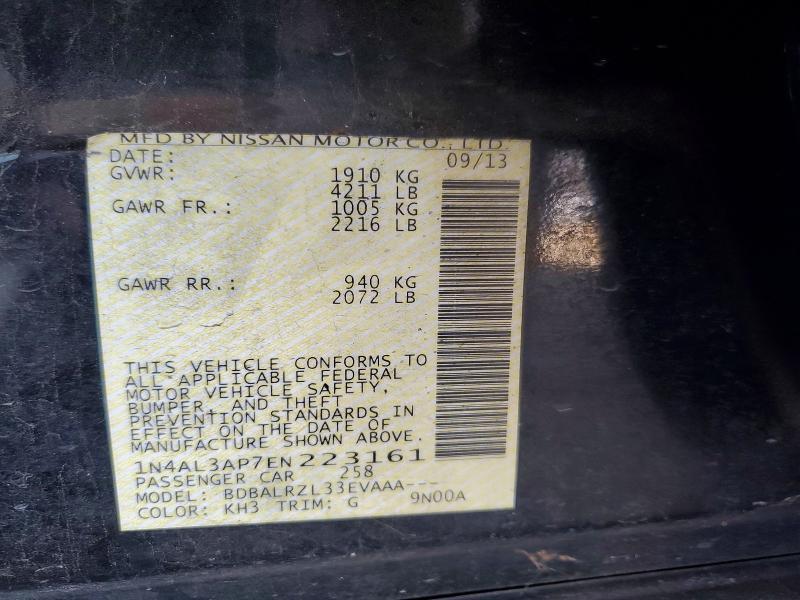 MFD BY NISSAN MOTOR CO., LTD.
DATE: 09/13
GVWR: 1910 KG
4211 LB
GAWR FR.: 1005 KG
2216 LB
GAWR RR.: 940 KG
2072 LB
THIS VEHICLE CONFORMS TO
ALL APPLICABLE FEDERAL
MOTOR VEHICLE SAFETY,
BUMPER, AND THEFT
PREVENTION STANDARDS IN
EFFECT ON THE DATE OF
MANUFACTURE SHOWN ABOVE.
1N4AL3AP7EN223161
PASSENGER CAR 258
MODEL: BDBALRZL33EVAAA---
COLOR: KH3 TRIM: G 9N00A